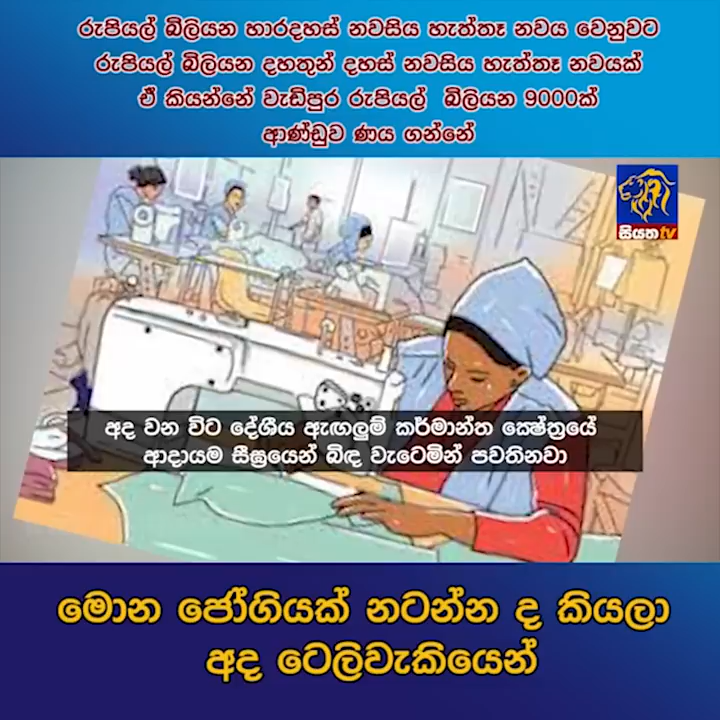 රුපියල් බිලියන හාරදහස් නවසිය හැත්තෑ නවය වෙනුවට
රුපියල් බිලියන දහතුන් දහස් නවසිය හැත්තෑ නවයක්
ඒ කියන්නේ වැඩිපුර රුපියල් බිලියන 9000ක්
ආණ්ඩුව ණය ගන්නේ
සියත tv
අද වන විට දේශීය ඇඟලුම් කර්මාන්ත ක්‍ෂේත්‍රයේ
ආදායම සීඝ්‍රයෙන් බිඳ වැටෙමින් පවතිනවා
මොන ජෝගියක් නටන්න ද කියලා
අද ටෙලිවැකියෙන්